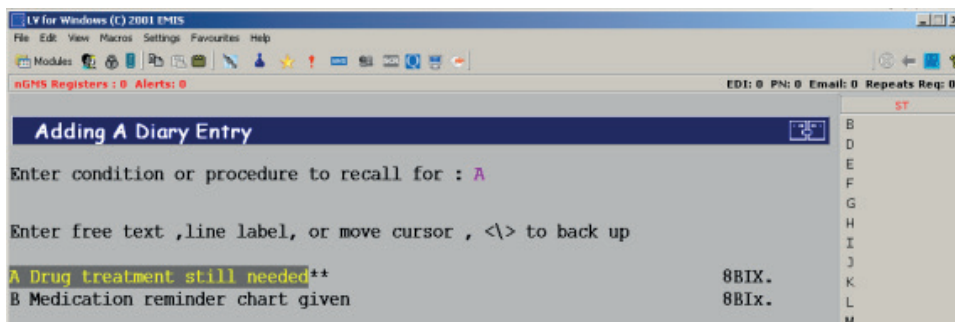 LV for Windows (C) 2001 EMIS
File Edit View Macros Settings Favourites Help
Modules
nGMS Registers : 0 Alerts: 0
EDI: 0 PN: 0 Email: 0 Repeats Req: 0
ST
Adding A Diary Entry
Enter condition or procedure to recall for : A
Enter free text ,line label, or move cursor , <\> to back up
A Drug treatment still needed** 8BIX.
B Medication reminder chart given 8BIx.
B
D
E
F
G
H
I
J
K
L
M